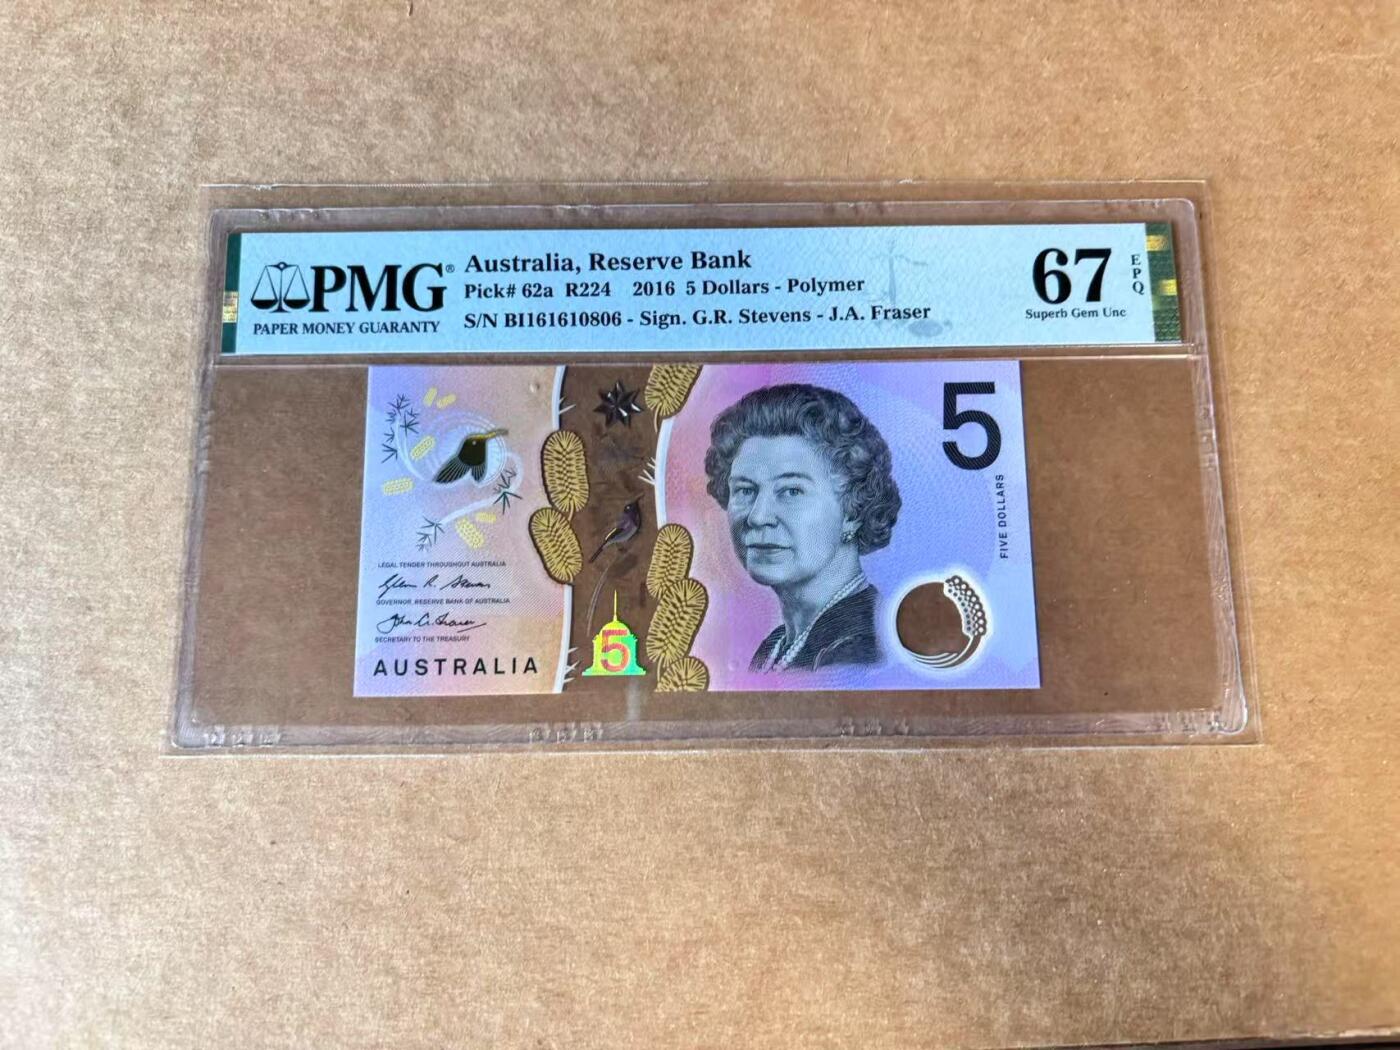 PMG®
PAPER MONEY GUARANTY
Australia, Reserve Bank
Pick# 62a R224 2016 5 Dollars - Polymer
S/N BI161610806 - Sign. G.R. Stevens - J.A. Fraser
67
EPQ
Superb Gem Unc
5
FIVE DOLLARS
LEGAL TENDER THROUGHOUT AUSTRALIA
GOVERNOR, RESERVE BANK OF AUSTRALIA
SECRETARY TO THE TREASURY
AUSTRALIA
5